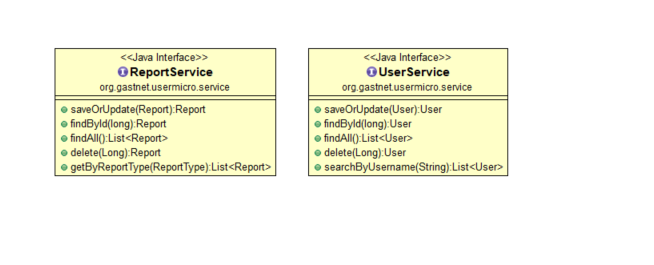 <<Java Interface>>
ReportService
org.gastnet.usermicro.service
saveOrUpdate(Report):Report
findById(long):Report
findAll():List<Report>
delete(Long):Report
getByReportType(ReportType):List<Report>
<<Java Interface>>
UserService
org.gastnet.usermicro.service
saveOrUpdate(User):User
findById(long):User
findAll():List<User>
delete(Long):User
searchByUsername(String):List<User>